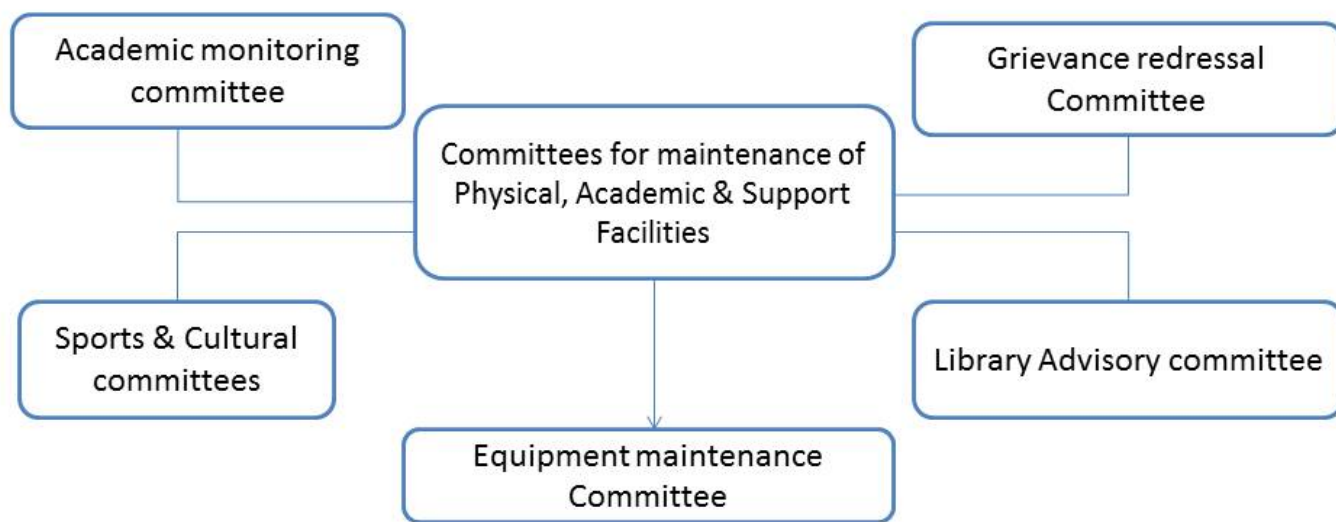 Academic monitoring
committee
Grievance redressal
Committee
Committees for maintenance of
Physical, Academic & Support
Facilities
Sports & Cultural
committees
Library Advisory committee
Equipment maintenance
Committee